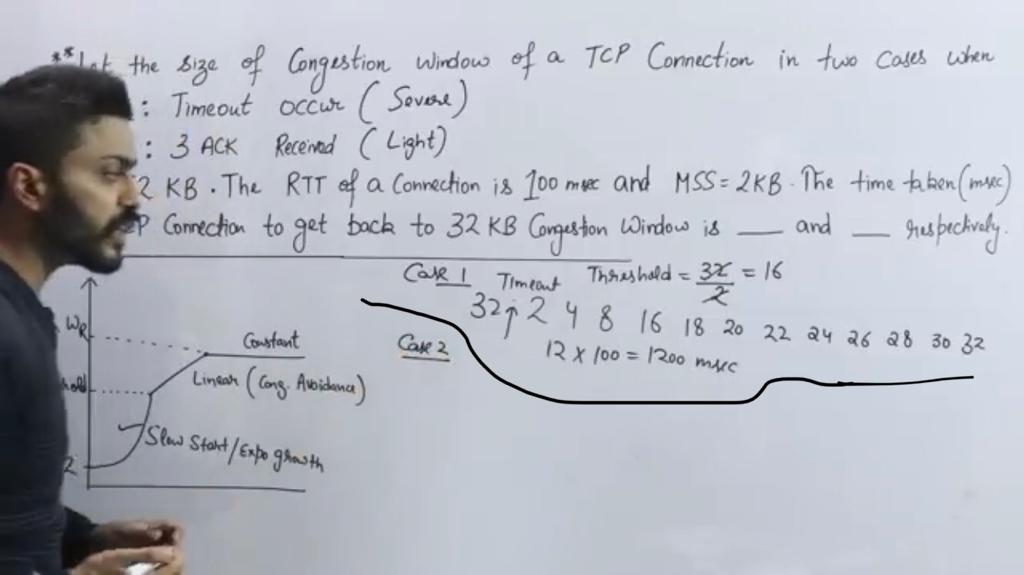 ** Let the size of Congestion Window of a TCP Connection in two Cases when
: Timeout occur (Severe)
: 3 ACK Received (Light)
2 KB. The RTT of a Connection is 100 msec and MSS = 2KB. The time taken (msec)
P Connection to get back to 32 KB Congestion Window is ___ and ___ respectively.
Case 1 Timeout Threshold = 32/2 = 16
32↑ 2 4 8 16 18 20 22 24 26 28 30 32
Case 2 12 x 100 = 1200 msec
WR Constant
Linear (Cong. Avoidance)
hold
Slow Start/Expo growth
2